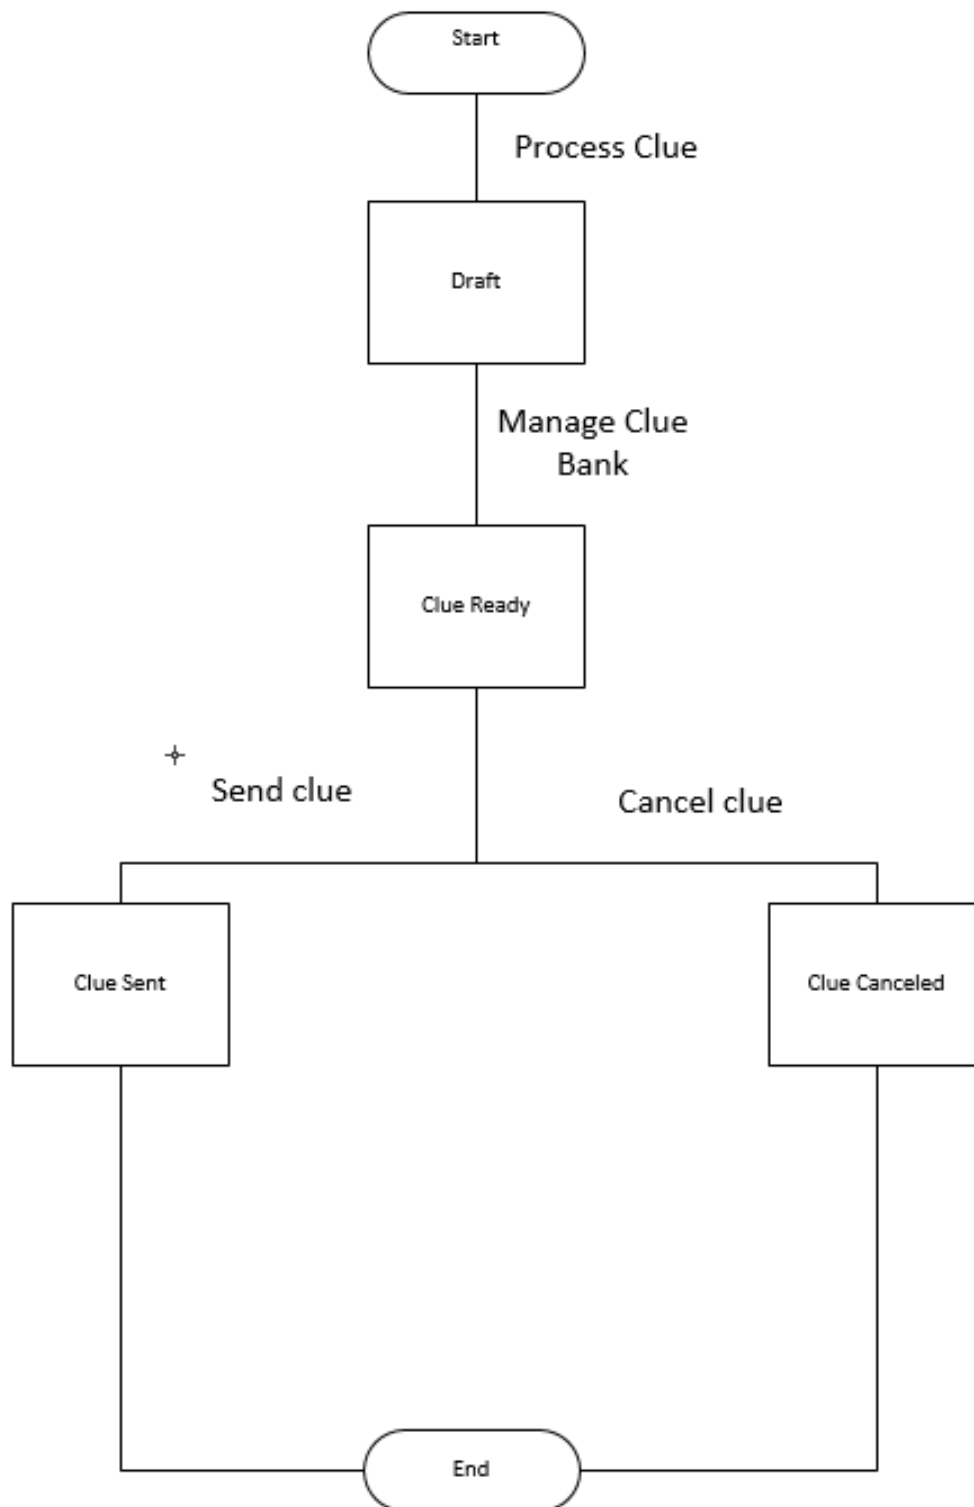 Start
Process Clue
Draft
Manage Clue
Bank
Clue Ready
Send clue
Cancel clue
Clue Sent
Clue Canceled
End